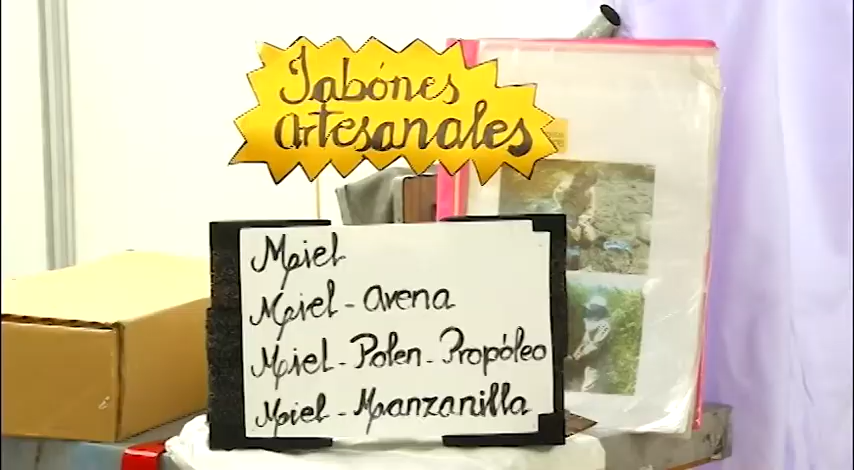 Jabónes
Artesanales
Miel
Miel - Avena
Miel - Polen - Propóleo
Miel - Manzanilla